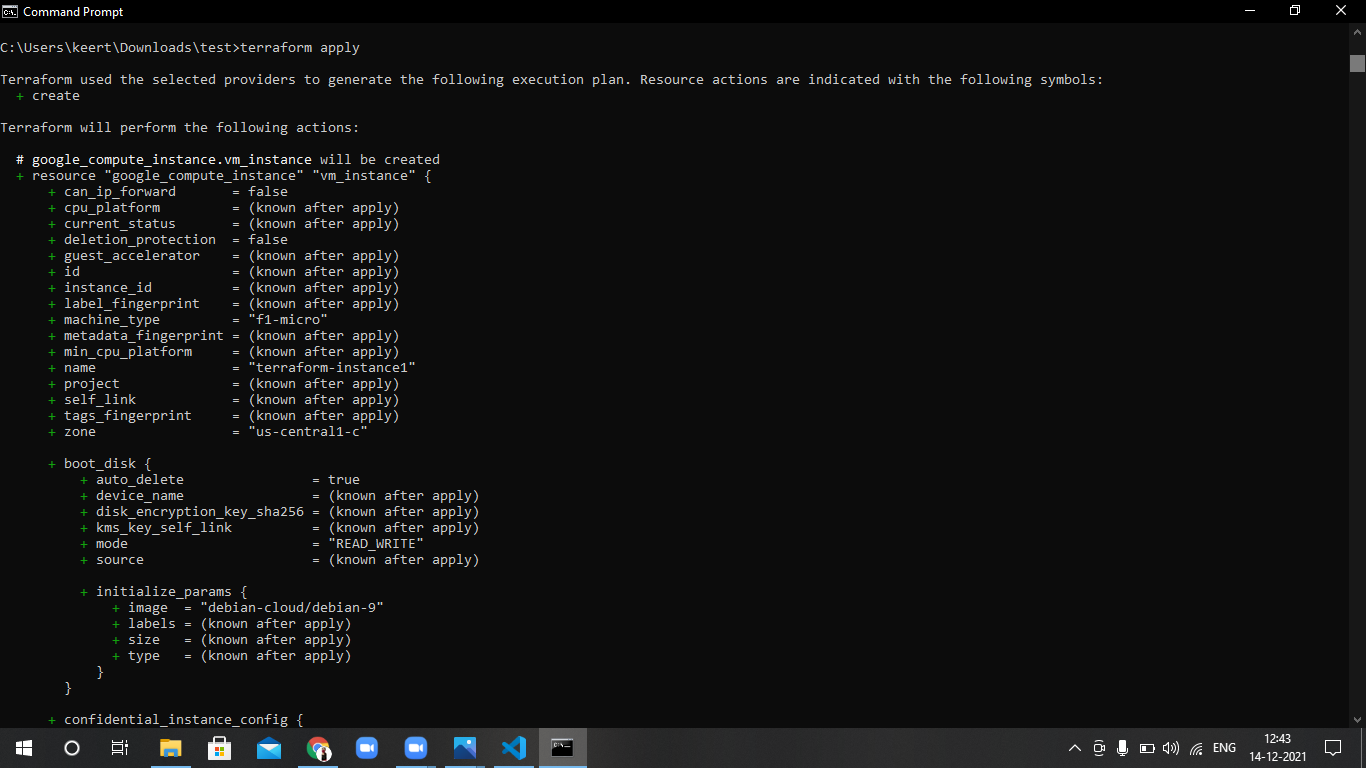 Command Prompt
C:\Users\keert\Downloads\test>terraform apply
Terraform used the selected providers to generate the following execution plan. Resource actions are indicated with the following symbols:
  + create
Terraform will perform the following actions:
  # google_compute_instance.vm_instance will be created
  + resource "google_compute_instance" "vm_instance" {
      + can_ip_forward       = false
      + cpu_platform         = (known after apply)
      + current_status       = (known after apply)
      + deletion_protection  = false
      + guest_accelerator    = (known after apply)
      + id                   = (known after apply)
      + instance_id          = (known after apply)
      + label_fingerprint    = (known after apply)
      + machine_type         = "f1-micro"
      + metadata_fingerprint = (known after apply)
      + min_cpu_platform     = (known after apply)
      + name                 = "terraform-instance1"
      + project              = (known after apply)
      + self_link            = (known after apply)
      + tags_fingerprint     = (known after apply)
      + zone                 = "us-central1-c"
      + boot_disk {
          + auto_delete                = true
          + device_name                = (known after apply)
          + disk_encryption_key_sha256 = (known after apply)
          + kms_key_self_link          = (known after apply)
          + mode                       = "READ_WRITE"
          + source                     = (known after apply)
          + initialize_params {
              + image  = "debian-cloud/debian-9"
              + labels = (known after apply)
              + size   = (known after apply)
              + type   = (known after apply)
            }
        }
      + confidential_instance_config {
ENG
12:43
14-12-2021